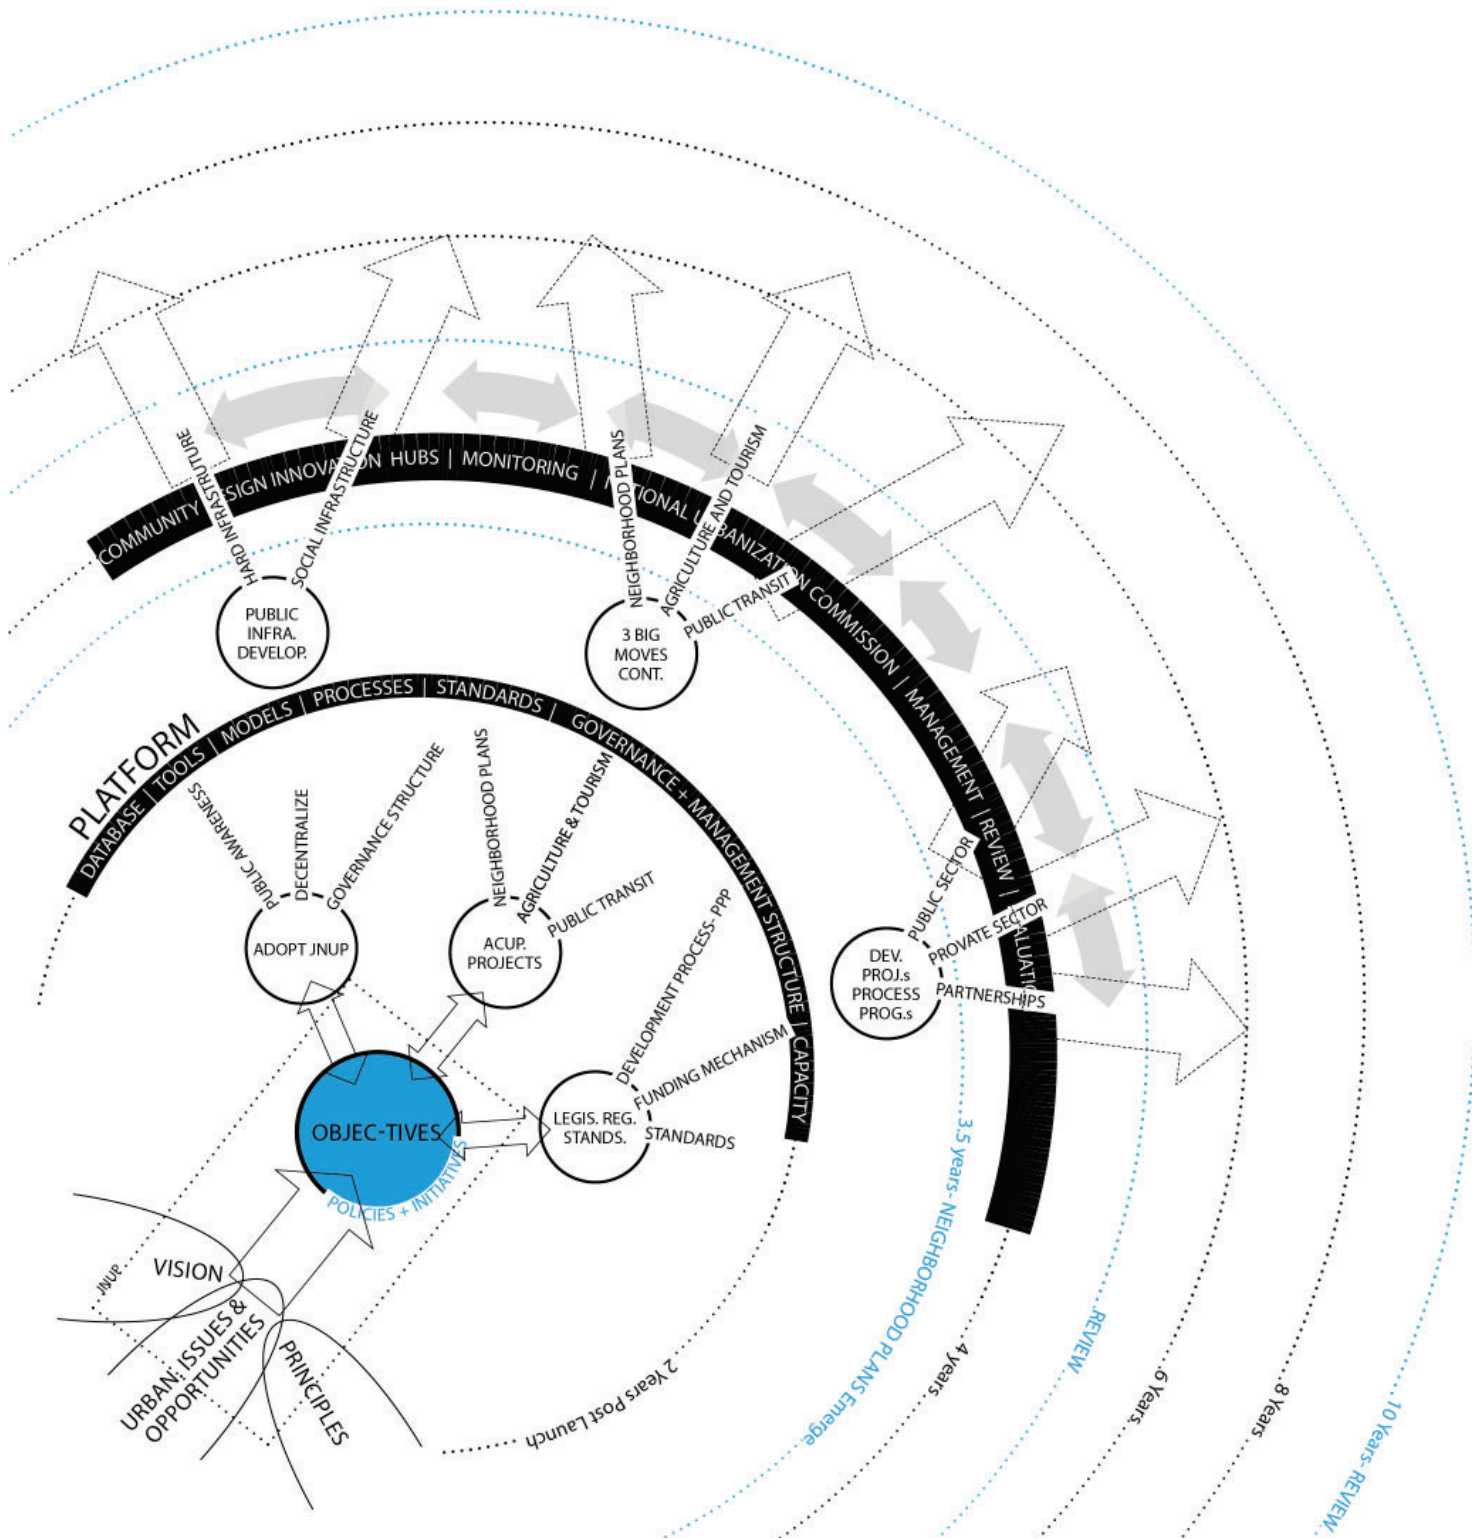 COMMUNITY DESIGN INNOVATION HUBS | MONITORING | NATIONAL URBANIZATION COMMISSION | MANAGEMENT | REVIEW | EVALUATION
HARD INFRASTRUTURE
SOCIAL INFRASTRUCTURE
PUBLIC
INFRA.
DEVELOP.
NEIGHBORHOOD PLANS
AGRICULTURE AND TOURISM
PUBLIC TRANSIT
3 BIG
MOVES
CONT.
PLATFORM
DATABASE | TOOLS | MODELS | PROCESSES | STANDARDS | GOVERNANCE + MANAGEMENT STRUCTURE | CAPACITY
PUBLIC AWARENESS
DECENTRALIZE
GOVERNANCE STRUCTURE
ADOPT JNUP
NEIGHBORHOOD PLANS
AGRICULTURE & TOURISM
PUBLIC TRANSIT
ACUP.
PROJECTS
DEVELOPMENT PROCESS- PPP
FUNDING MECHANISM
STANDARDS
LEGIS. REG.
STANDS.
PUBLIC SECTOR
PROVATE SECTOR
PARTNERSHIPS
DEV.
PROJ.s
PROCESS
PROG.s
OBJEC-TIVES
POLICIES + INITIATIVES
JNUP
VISION
URBAN: ISSUES &
OPPORTUNITIES
PRINCIPLES
2 Years Post Launch
3.5 years- NEIGHBORHOOD PLANS Emerge
4 years
REVIEW
6 Years.
8 Years
10 Years- REVIEW